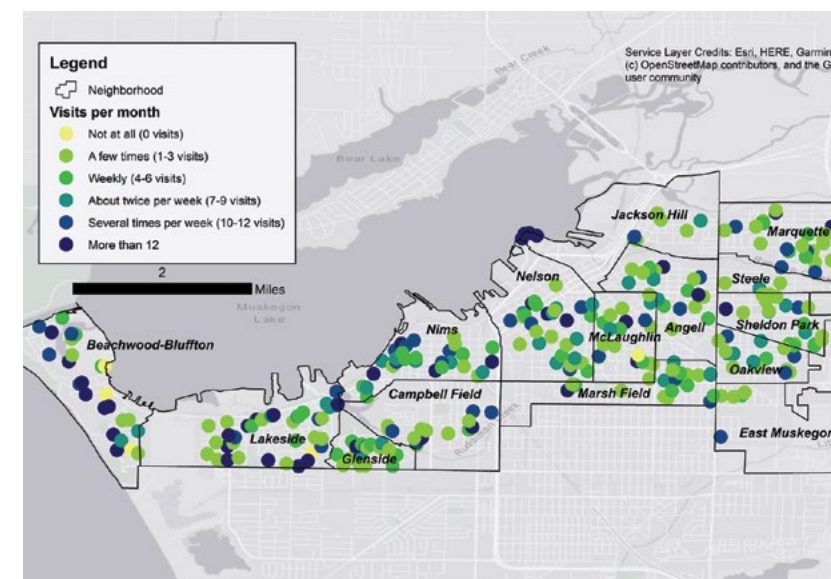 Service Layer Credits: Esri, HERE, Garmin
(c) OpenStreetMap contributors, and the G
user community
Legend
Neighborhood
Visits per month
Not at all (0 visits)
A few times (1-3 visits)
Weekly (4-6 visits)
About twice per week (7-9 visits)
Several times per week (10-12 visits)
More than 12
2
Miles
Bear Creek
Bear Lake
Muskegon
Lake
Jackson Hill
Marquette
Nelson
Steele
Nims
McLaughlin
Angell
Sheldon Park
Beachwood-Bluffton
Oakview
Campbell Field
Marsh Field
Lakeside
East Muskegon
Glenside